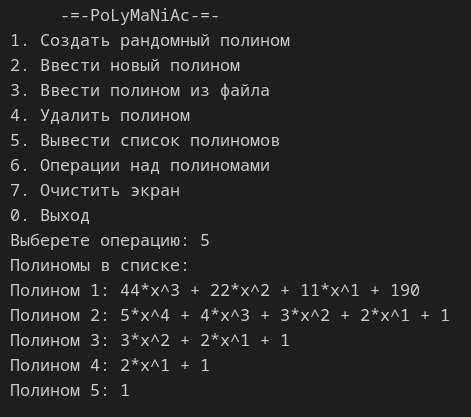 -=-PoLyMaNiAc-=-
1. Создать рандомный полином
2. Ввести новый полином
3. Ввести полином из файла
4. Удалить полином
5. Вывести список полиномов
6. Операции над полиномами
7. Очистить экран
0. Выход
Выберете операцию: 5
Полиномы в списке:
Полином 1: 44*x^3 + 22*x^2 + 11*x^1 + 190
Полином 2: 5*x^4 + 4*x^3 + 3*x^2 + 2*x^1 + 1
Полином 3: 3*x^2 + 2*x^1 + 1
Полином 4: 2*x^1 + 1
Полином 5: 1